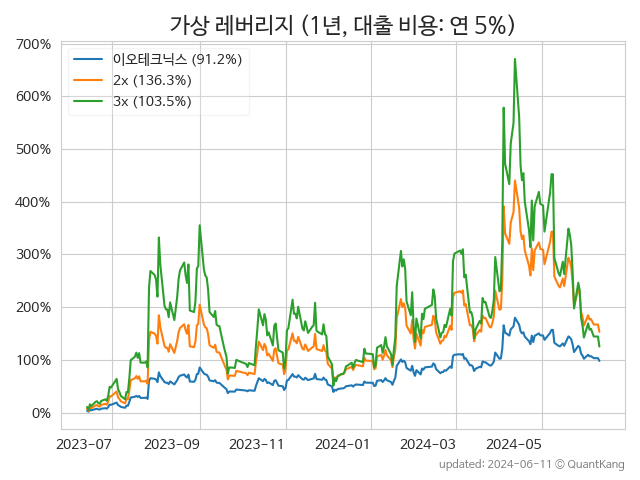 가상 레버리지 (1년, 대출 비용: 연 5%)
700%
600%
500%
400%
300%
200%
100%
0%
이오테크닉스 (91.2%)
2x (136.3%)
3x (103.5%)
2023-07
2023-09
2023-11
2024-01
2024-03
2024-05
updated: 2024-06-11 © QuantKang